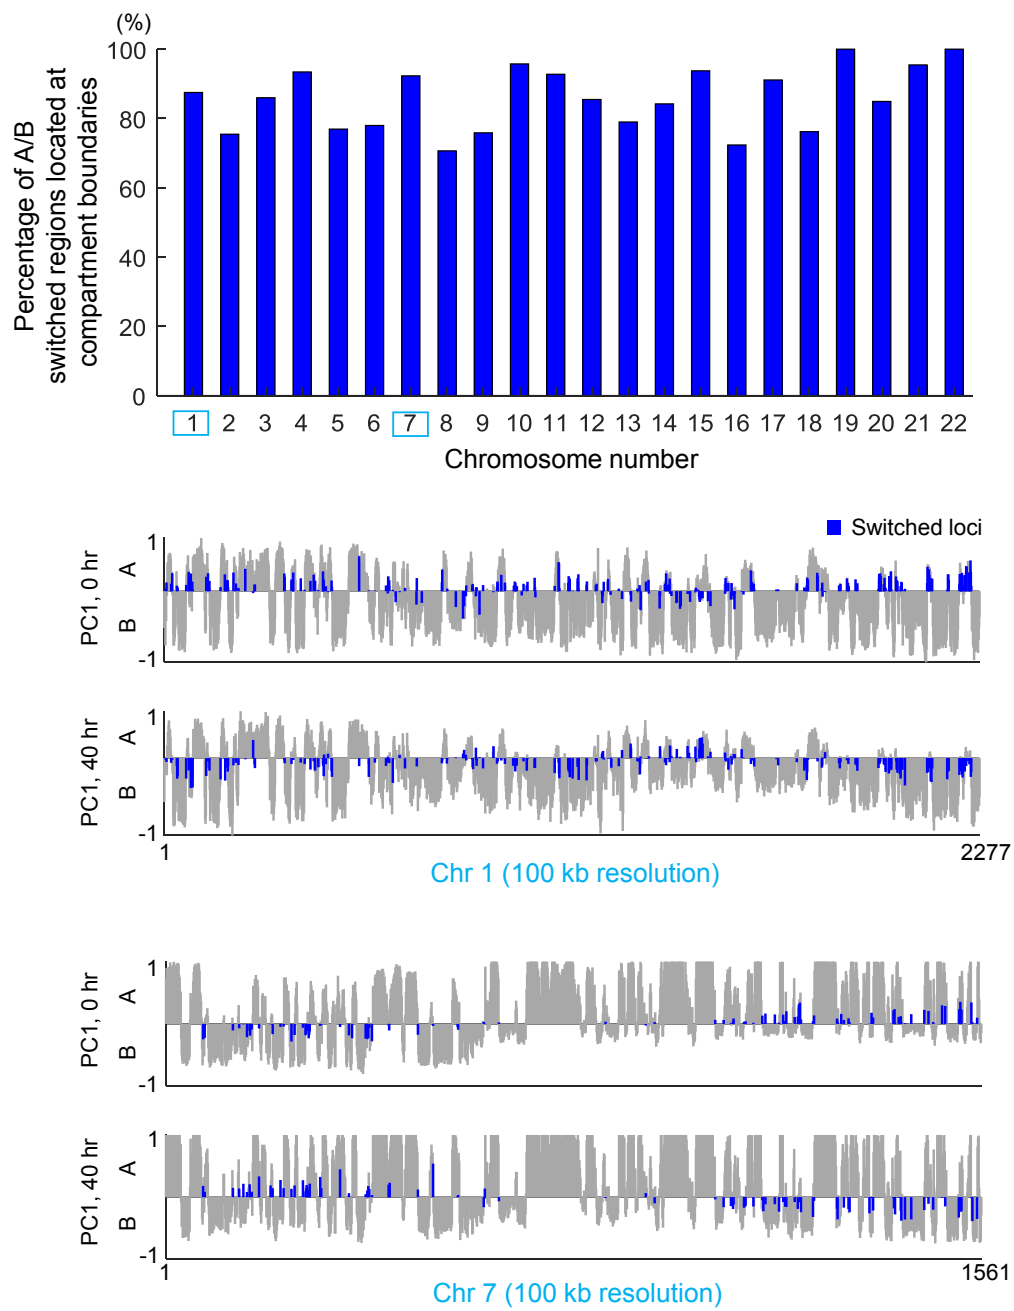 (%)
Percentage of A/B
switched regions located at
compartment boundaries
100
80
60
40
20
0
1 2 3 4 5 6 7 8 9 10 11 12 13 14 15 16 17 18 19 20 21 22
Chromosome number
Switched loci
PC1, 0 hr
B A
1
-1
PC1, 40 hr
B A
1
-1
1 2277
Chr 1 (100 kb resolution)
PC1, 0 hr
B A
1
-1
PC1, 40 hr
B A
1
-1
1 1561
Chr 7 (100 kb resolution)